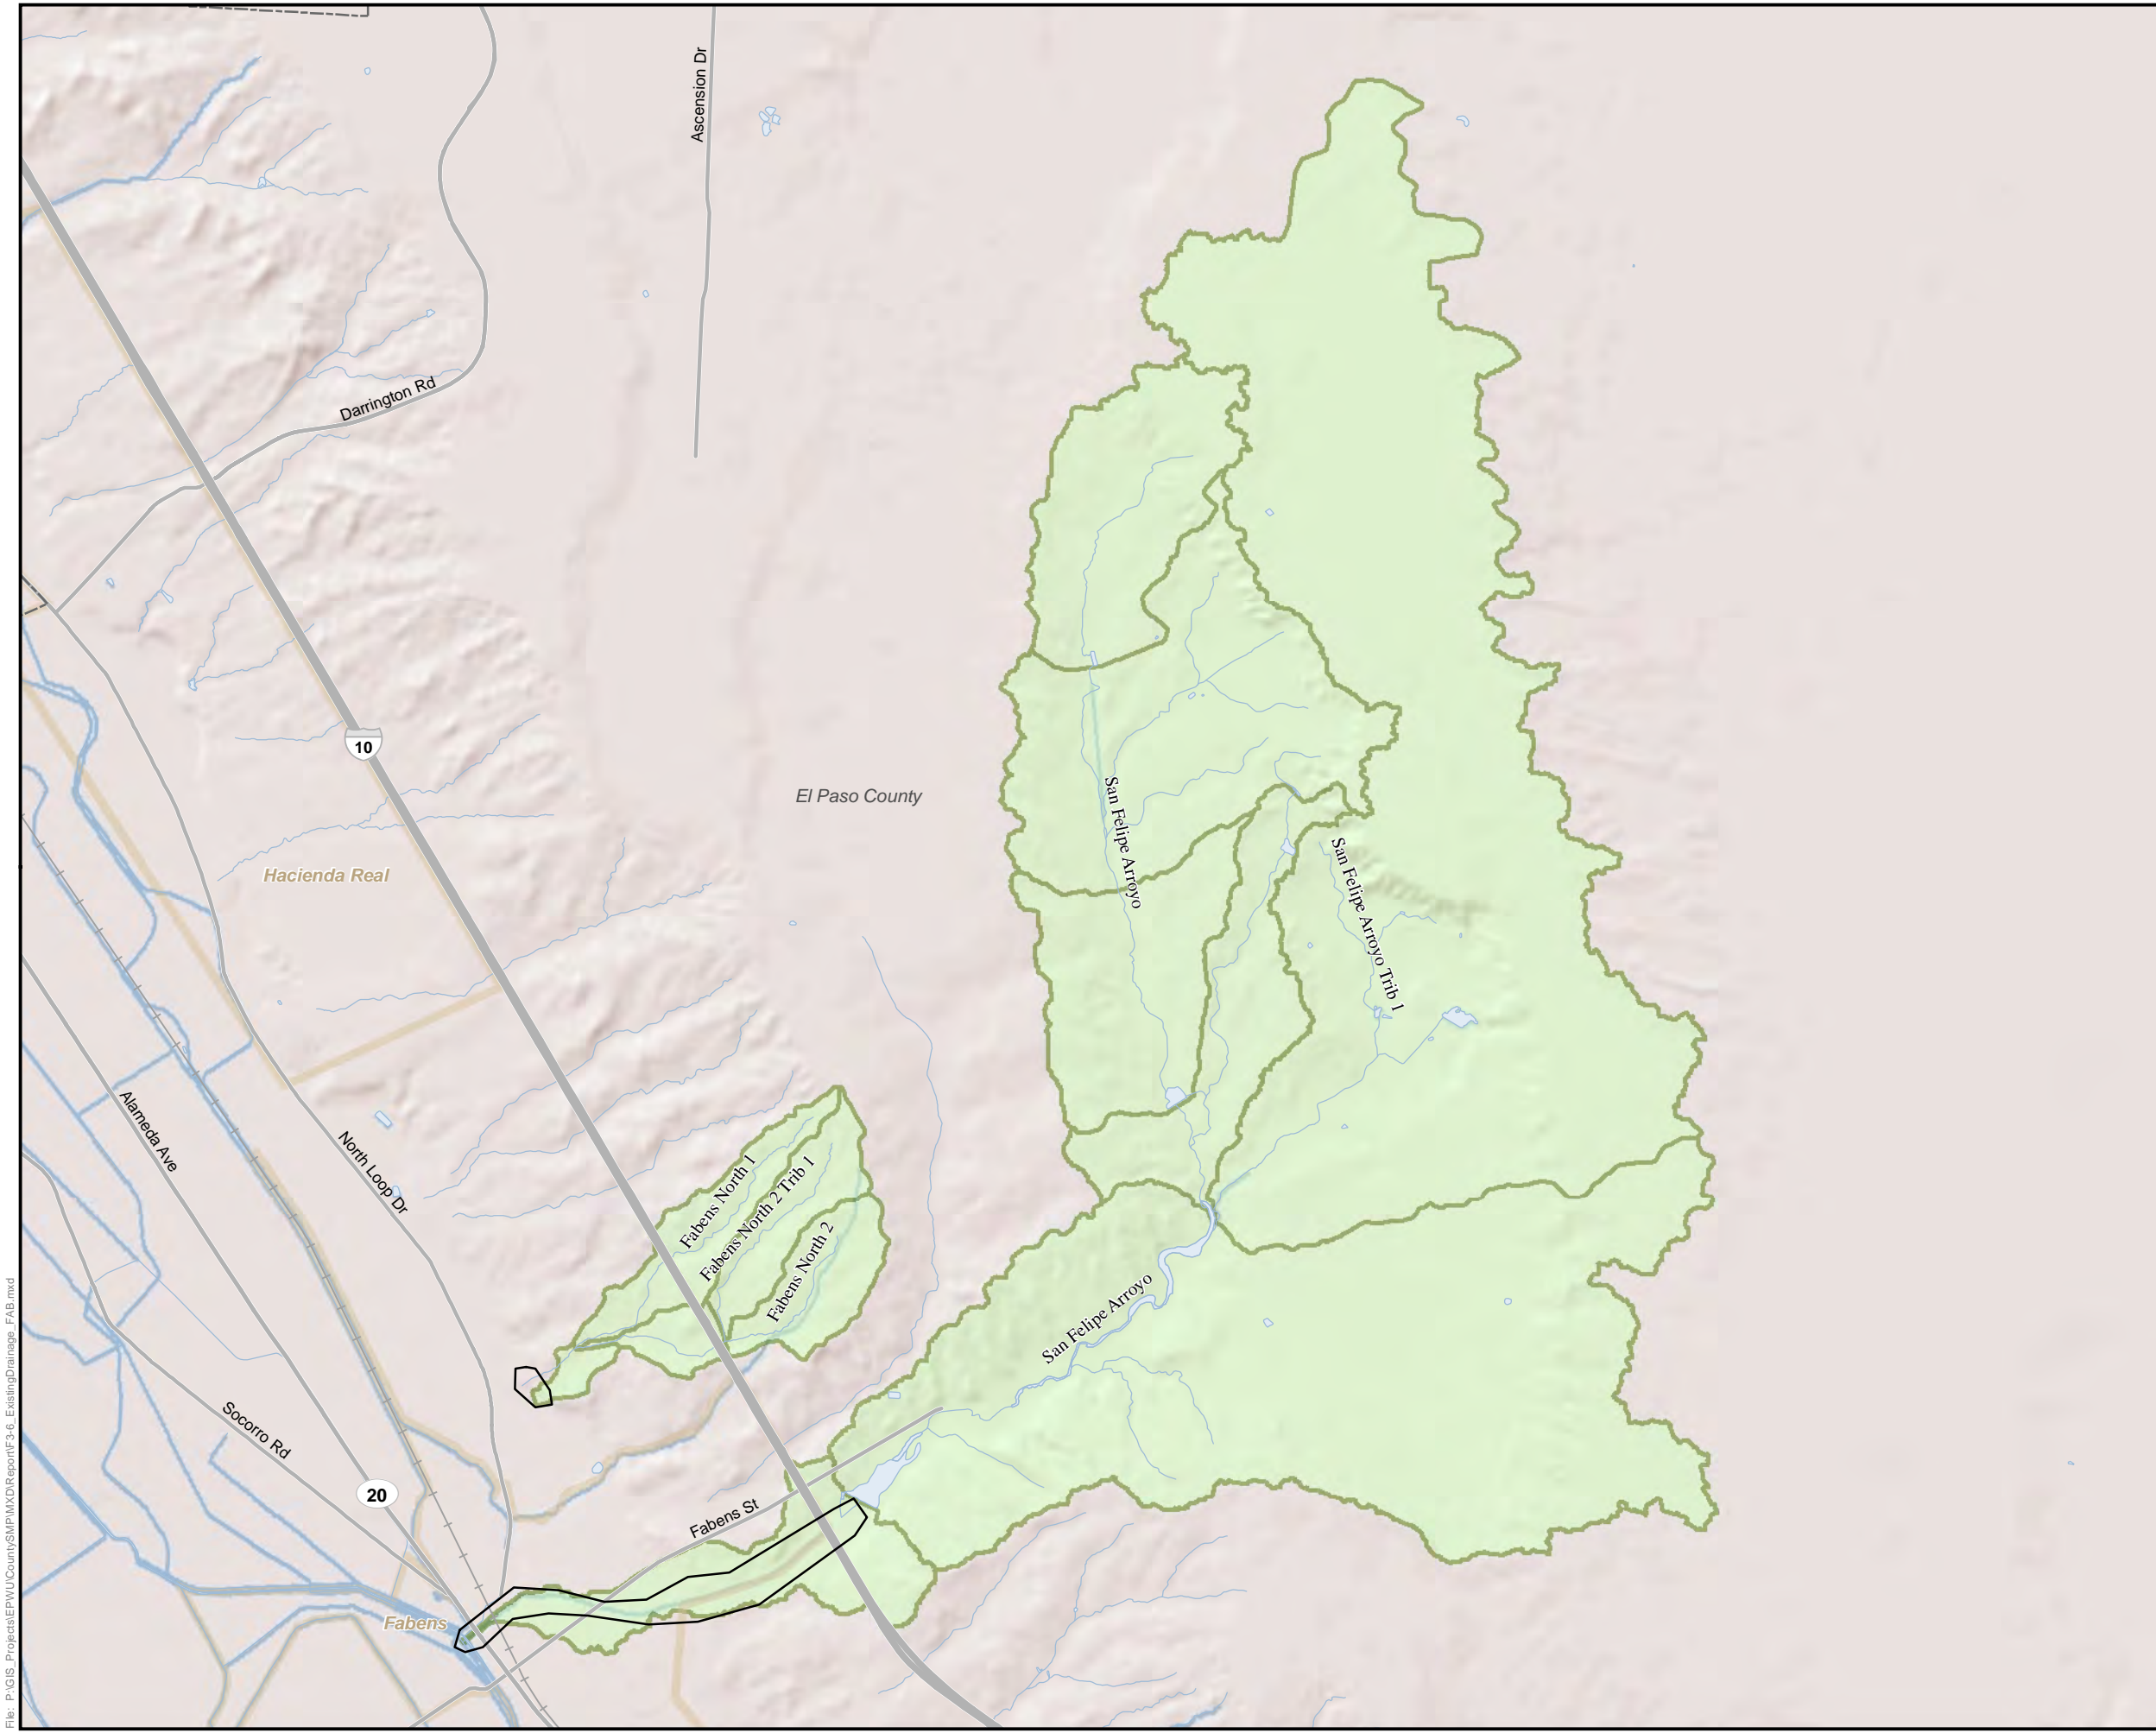 Ascension Dr
Darrington Rd
10
El Paso County
San Felipe Arroyo
Hacienda Real
San Felipe Arroyo Trib 1
Alameda Ave
North Loop Dr
Fabens North 1
Fabens North 2 Trib 1
Fabens North 2
San Felipe Arroyo
Socorro Rd
20
Fabens St
Fabens
File: P:\GIS_Projects\EPWU\CountySMP\MXD\Report\F3-6_ExistingDrainage_FAB.mxd